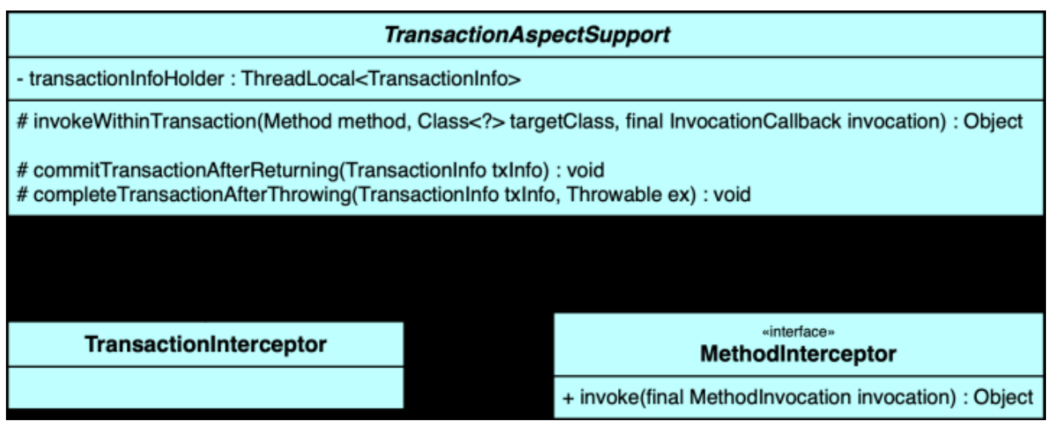 TransactionAspectSupport
- transactionInfoHolder : ThreadLocal<TransactionInfo>
# invokeWithinTransaction(Method method, Class<?> targetClass, final InvocationCallback invocation) : Object
# commitTransactionAfterReturning(TransactionInfo txInfo) : void
# completeTransactionAfterThrowing(TransactionInfo txInfo, Throwable ex) : void
TransactionInterceptor
«interface»
MethodInterceptor
+ invoke(final MethodInvocation invocation) : Object